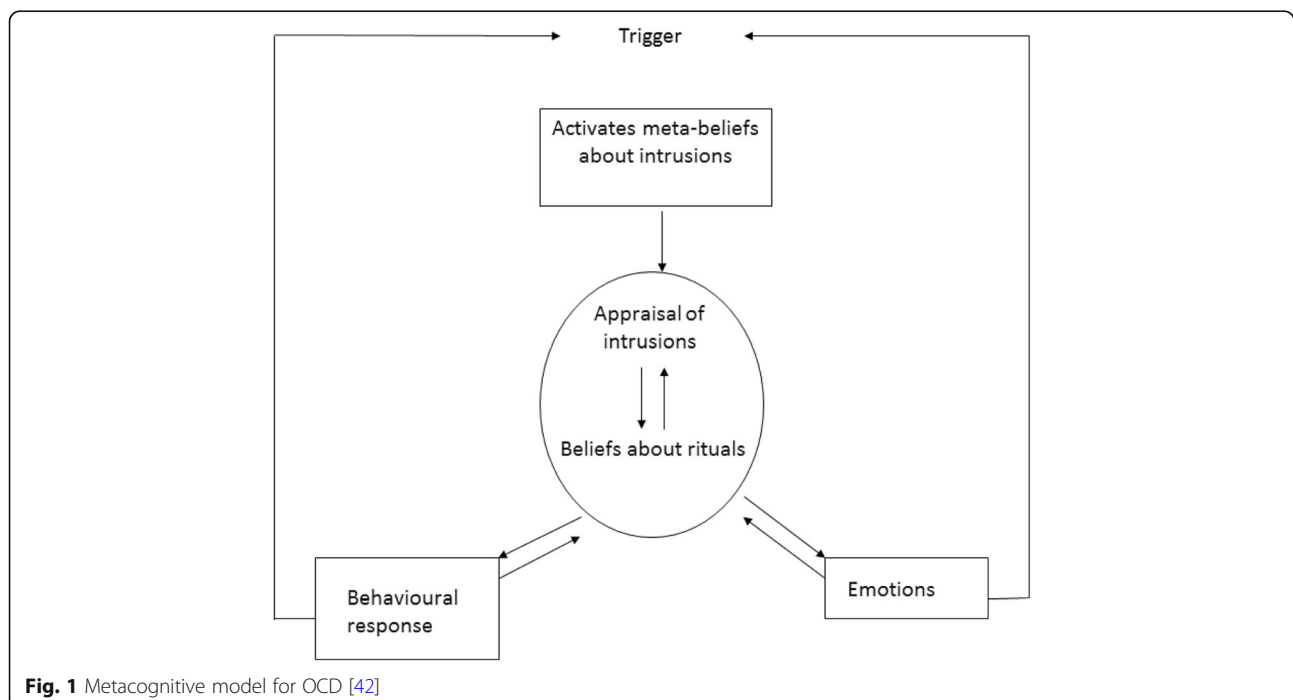 Trigger
Activates meta-beliefs
about intrusions
Appraisal of
intrusions
Beliefs about rituals
Behavioural
response
Emotions
Fig. 1 Metacognitive model for OCD [42]